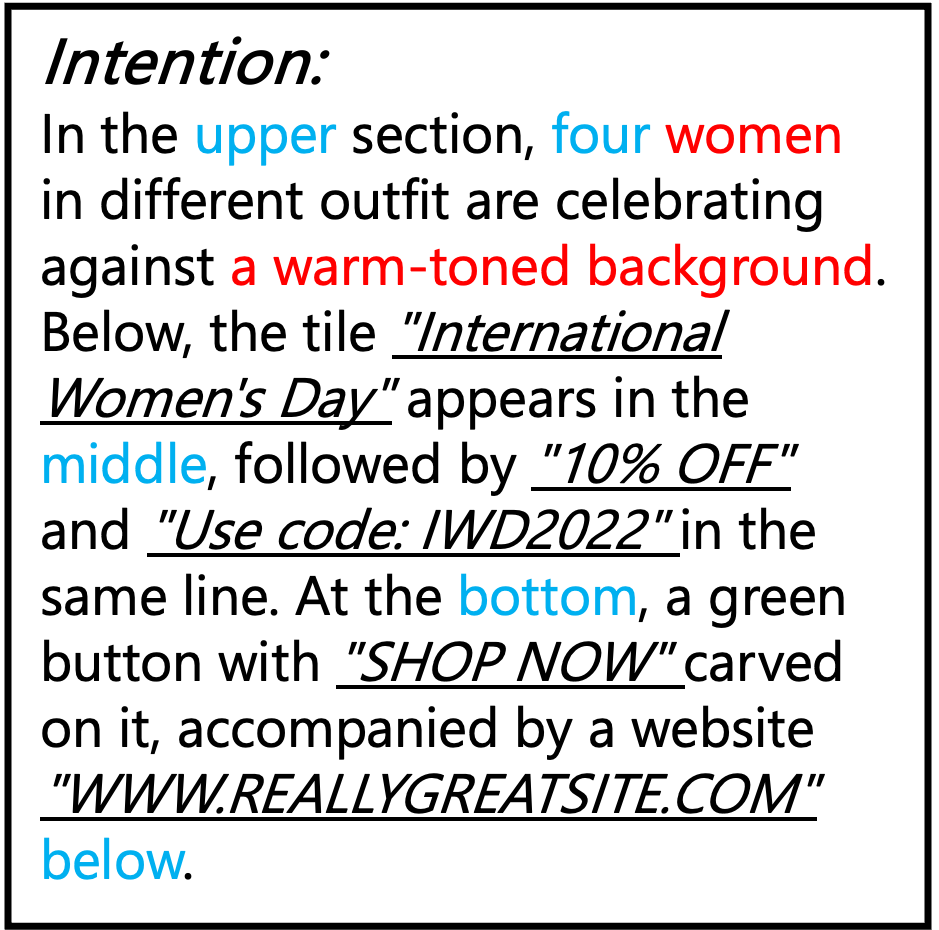 Intention:
In the upper section, four women
in different outfit are celebrating
against a warm-toned background.
Below, the tile "International
Women's Day" appears in the
middle, followed by "10% OFF"
and "Use code: IWD2022" in the
same line. At the bottom, a green
button with "SHOP NOW" carved
on it, accompanied by a website
"WWW.REALLYGREATSITE.COM"
below.